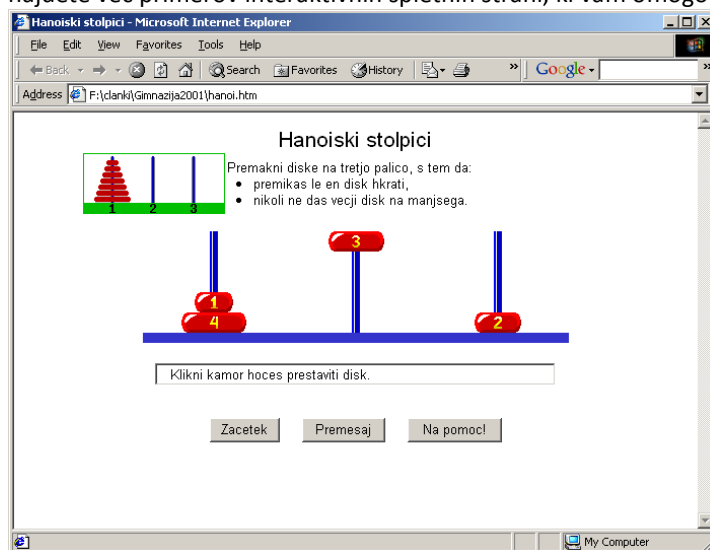 najdete več primerov interaktivnih spletnih strani, ki vam omogo
Hanoiski stolpici - Microsoft Internet Explorer
File Edit View Favorites Tools Help
Back Search Favorites History » Google »
Address F:\clanki\Gimnazija2001\hanoi.htm
Hanoiski stolpici
Premakni diske na tretjo palico, s tem da:
• premikas le en disk hkrati,
• nikoli ne das vecji disk na manjsega.
1 2 3
3
1
4 2
Klikni kamor hoces prestaviti disk.
Zacetek Premesaj Na pomoc!
My Computer